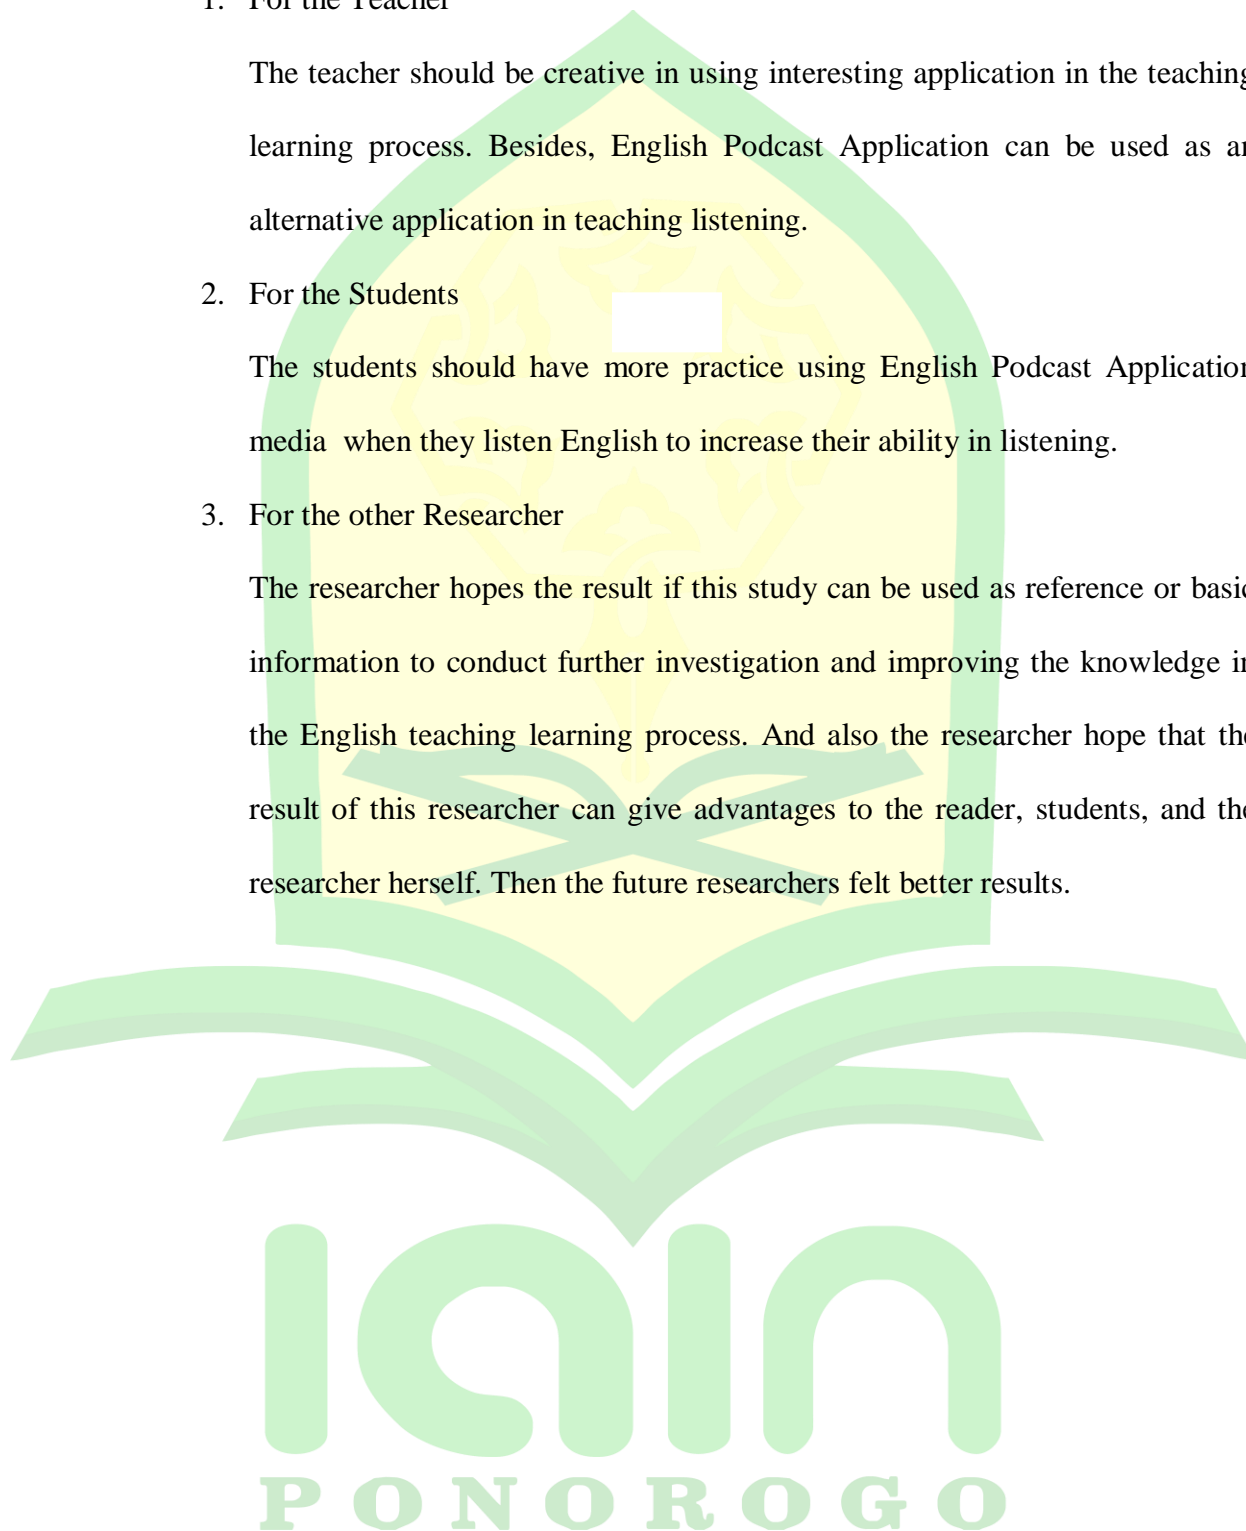 1. For the Teacher
The teacher should be creative in using interesting application in the teaching
learning process. Besides, English Podcast Application can be used as an
alternative application in teaching listening.
2. For the Students
The students should have more practice using English Podcast Application
media  when they listen English to increase their ability in listening.
3. For the other Researcher
The researcher hopes the result if this study can be used as reference or basic
information to conduct further investigation and improving the knowledge in
the English teaching learning process. And also the researcher hope that the
result of this researcher can give advantages to the reader, students, and the
researcher herself. Then the future researchers felt better results.
iain
PONOROGO